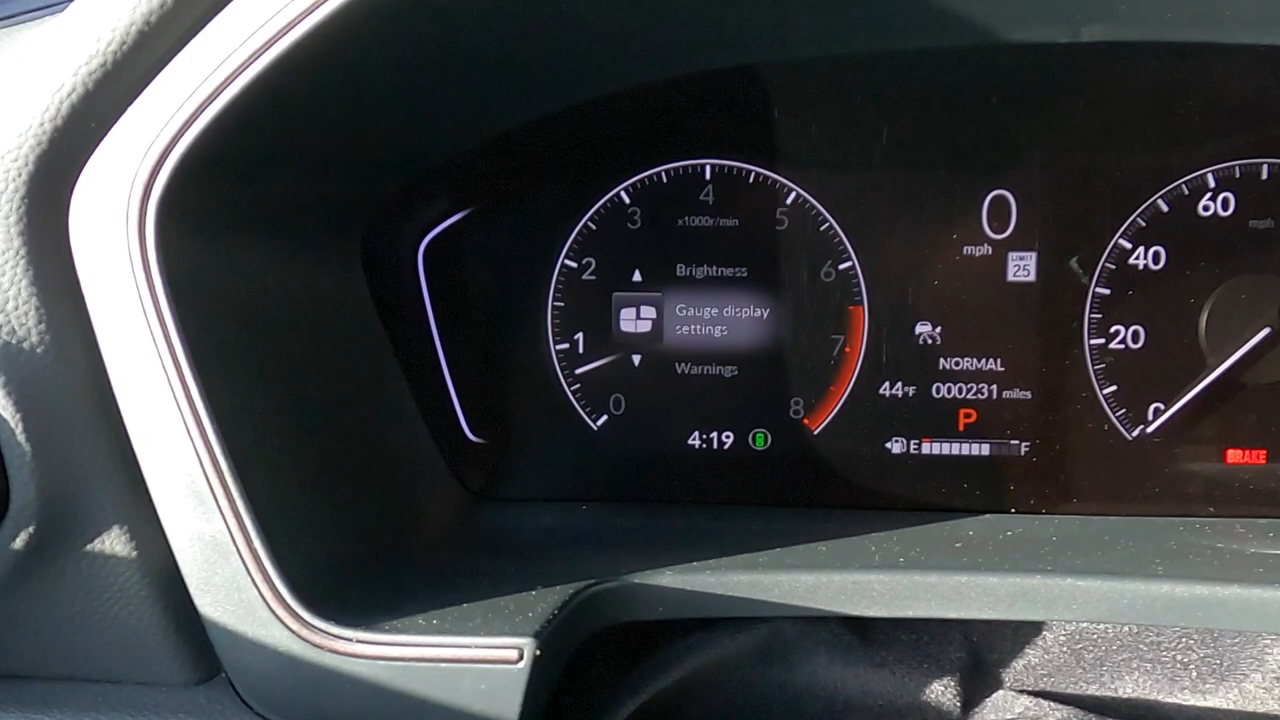 4
3
5
x1000r/min
2
6
Brightness
Gauge display
settings
1
7
Warnings
0
8
4:19
0
mph
LIMIT
25
NORMAL
44°F 000231 miles
P
E F
60
mph
40
20
0
BRAKE